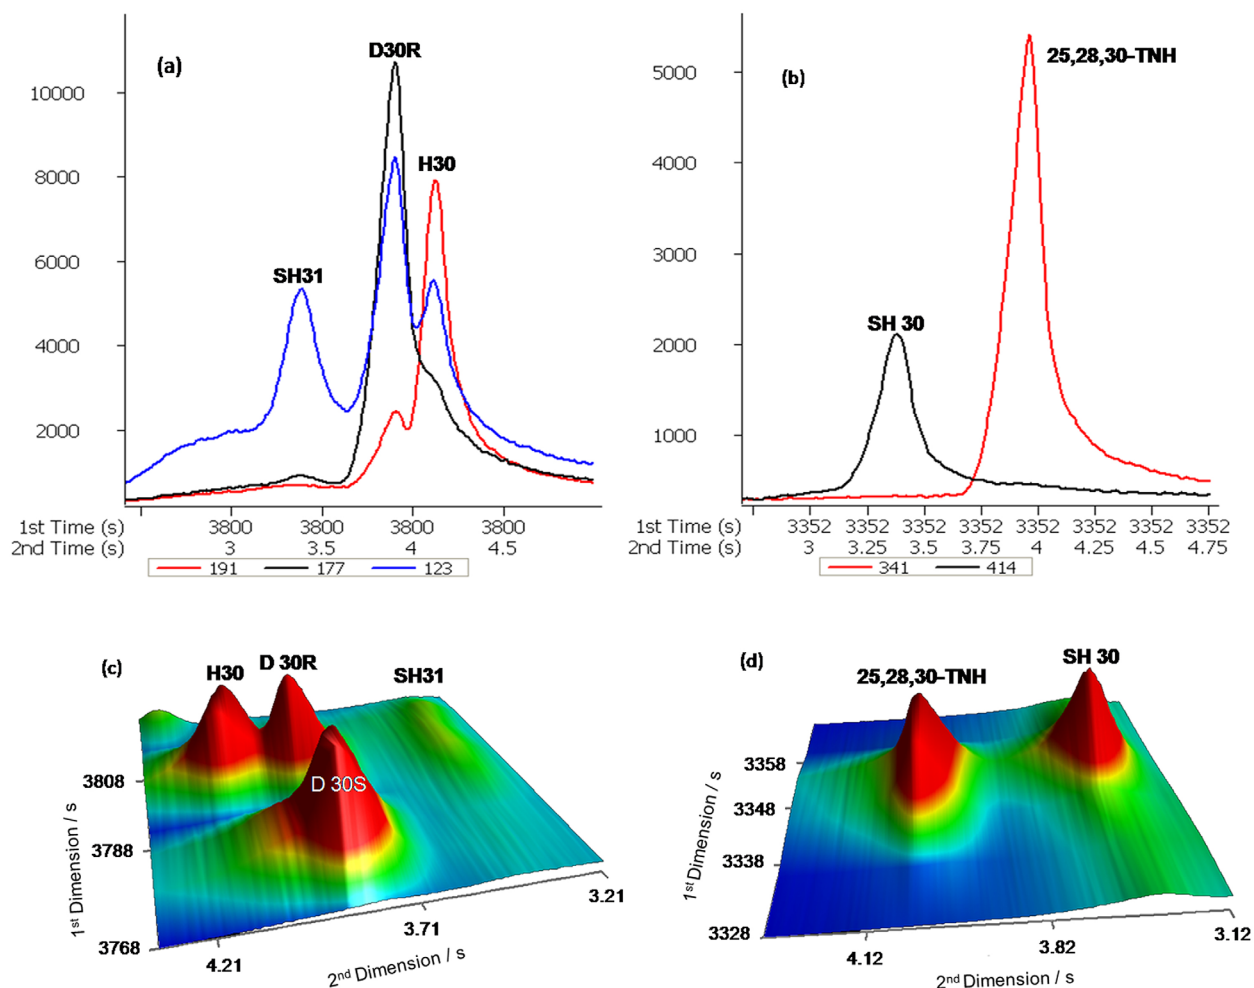 (a)
D30R
H30
SH31
10000
8000
6000
4000
2000
1st Time (s) 3800 3800 3800 3800
2nd Time (s) 3 3.5 4 4.5
191 177 123
(b)
25,28,30-TNH
SH 30
5000
4000
3000
2000
1000
1st Time (s) 3352 3352 3352 3352 3352 3352 3352 3352
2nd Time (s) 3 3.25 3.5 3.75 4 4.25 4.5 4.75
341 414
(c)
H30
D 30R
SH31
D 30S
3808
3788
3768
1st Dimension / s
4.21
3.71
3.21
2nd Dimension / s
(d)
25,28,30-TNH
SH 30
3358
3348
3338
3328
1st Dimension / s
4.12
3.82
3.12
2nd Dimension / s